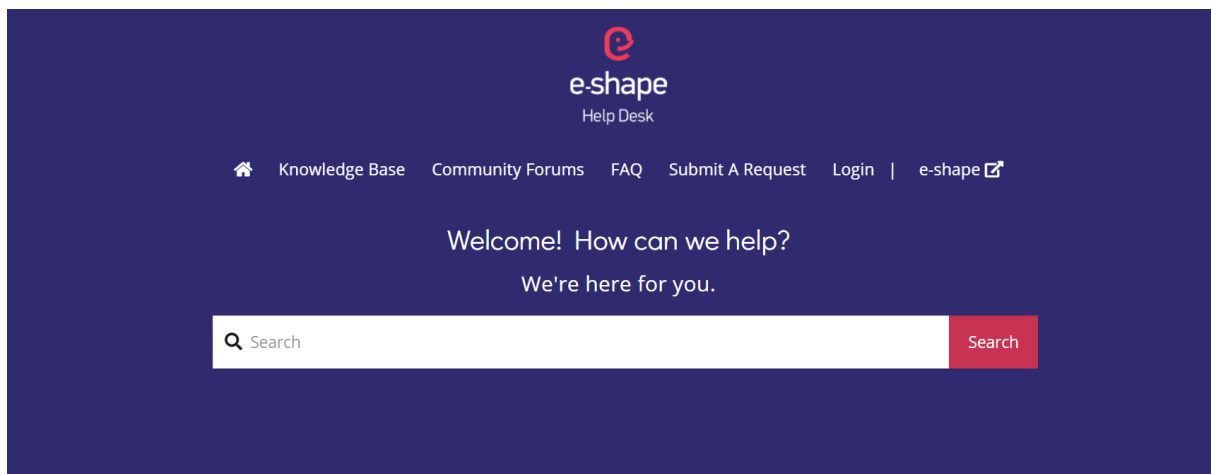 e-shape
Help Desk
Knowledge Base Community Forums FAQ Submit A Request Login | e-shape
Welcome! How can we help?
We're here for you.
Search Search